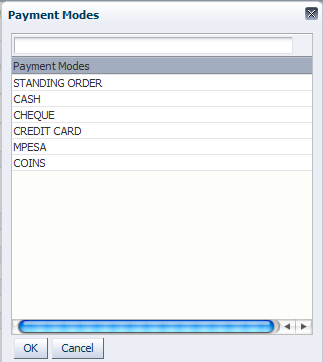 Payment Modes
Payment Modes
STANDING ORDER
CASH
CHEQUE
CREDIT CARD
MPESA
COINS
OK Cancel